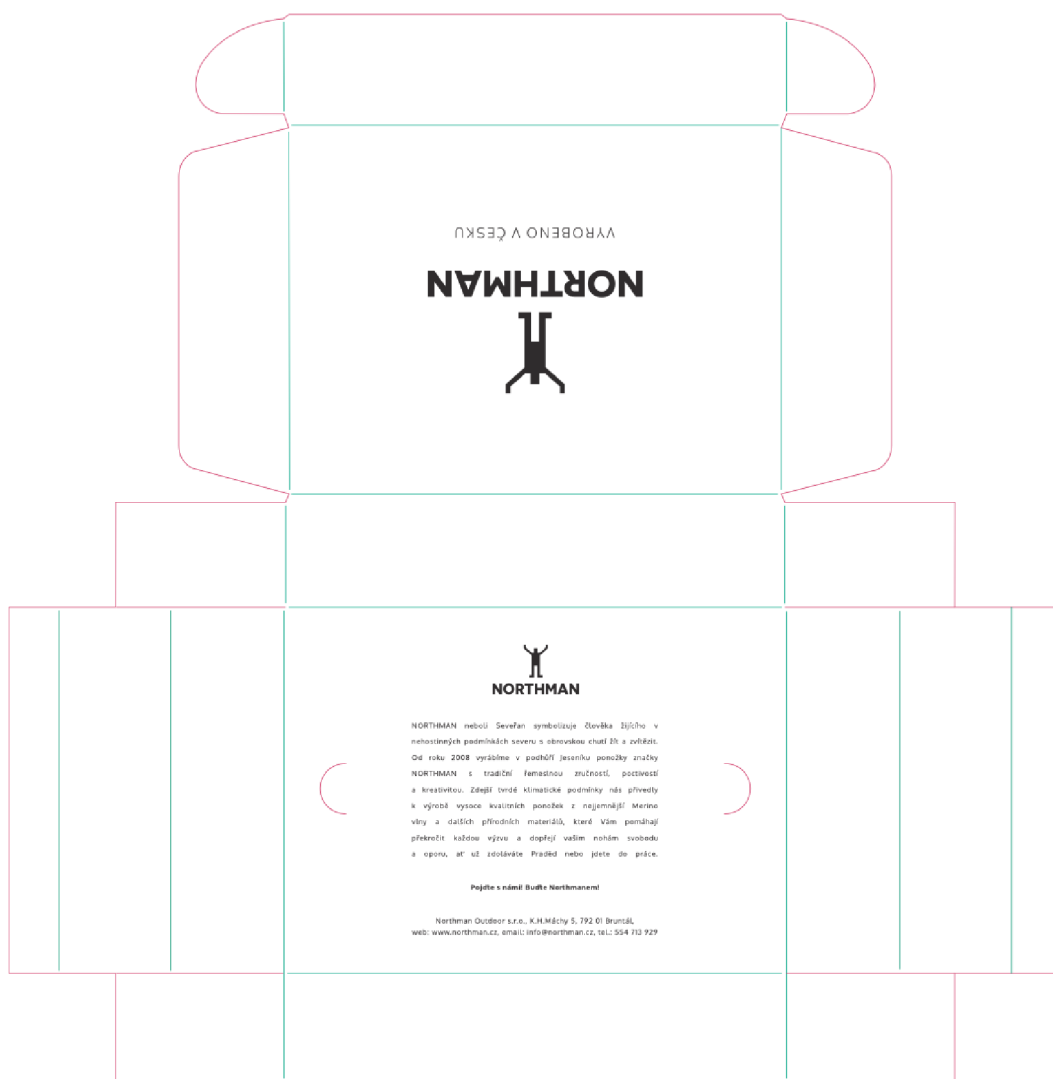 VYROBENO V ČESKU
NORTHMAN
NORTHMAN
NORTHMAN neboli Seveřan symbolizuje člověka žijícího v
nehostinných podmínkách severu s obrovskou chutí žít a zvítězit.
Od roku 2008 vyrábíme v podhůří Jeseníku ponožky značky
NORTHMAN s tradiční řemeslnou zručností, poctivostí
a kreativitou. Zdejší tvrdé klimatické podmínky nás přivedly
k výrobě vysoce kvalitních ponožek z nejjemnější Merino
vlny a dalších přírodních materiálů, které Vám pomáhají
překročit každou výzvu a dopřejí vašim nohám svobodu
a oporu, ať už zdoláváte Praděd nebo jdete do práce.
Pojďte s námi! Buďte Northmanem!
Northman Outdoor s.r.o., K.H.Máchy 5, 792 01 Bruntál,
web: www.northman.cz, email: info@northman.cz, tel.: 554 713 929